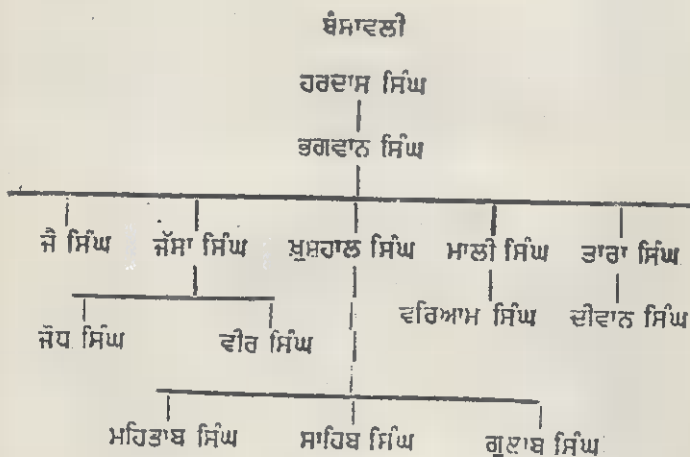 ਬੰਸਾਵਲੀ
ਹਰਦਾਸ ਸਿੰਘ
ਭਗਵਾਨ ਸਿੰਘ
ਜੈ ਸਿੰਘ ਜੱਸਾ ਸਿੰਘ ਖ਼ੁਸ਼ਹਾਲ ਸਿੰਘ ਮਾਲੀ ਸਿੰਘ ਤਾਰਾ ਸਿੰਘ
ਵਰਿਆਮ ਸਿੰਘ ਦੀਵਾਨ ਸਿੰਘ
ਜੋਧ ਸਿੰਘ ਵੀਰ ਸਿੰਘ
ਮਹਿਤਾਬ ਸਿੰਘ ਸਾਹਿਬ ਸਿੰਘ ਗੁਲਾਬ ਸਿੰਘ